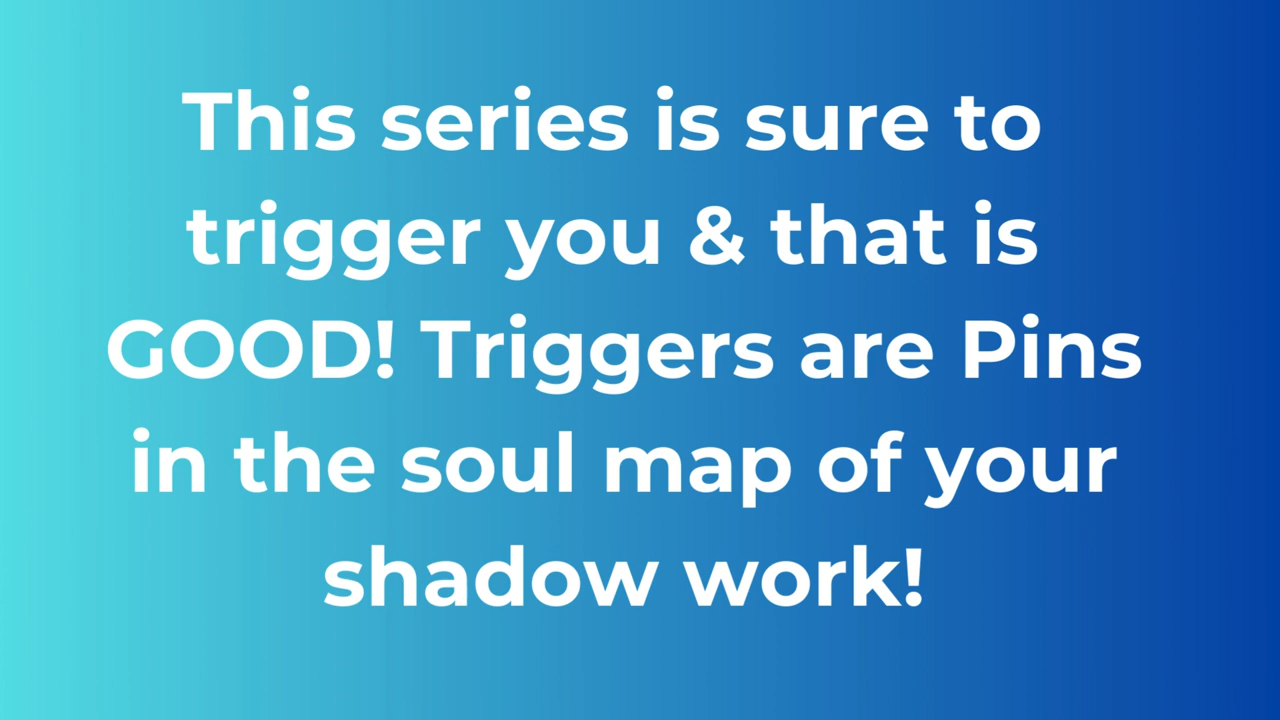 This series is sure to
trigger you & that is
GOOD! Triggers are Pins
in the soul map of your
shadow work!